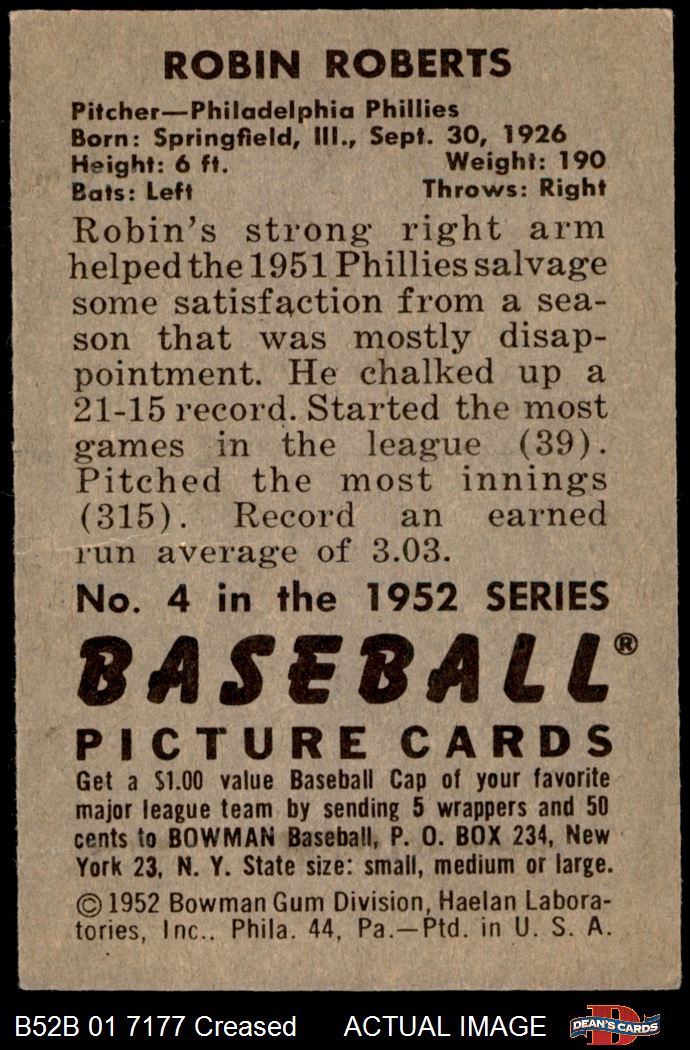 ROBIN ROBERTS
Pitcher—Philadelphia Phillies
Born: Springfield, Ill., Sept. 30, 1926
Height: 6 ft. Weight: 190
Bats: Left Throws: Right
Robin's strong right arm
helped the 1951 Phillies salvage
some satisfaction from a sea-
son that was mostly disap-
pointment. He chalked up a
21-15 record. Started the most
games in the league (39).
Pitched the most innings
(315). Record an earned
run average of 3.03.
No. 4 in the 1952 SERIES
BASEBALL®
PICTURE CARDS
Get a $1.00 value Baseball Cap of your favorite
major league team by sending 5 wrappers and 50
cents to BOWMAN Baseball, P. O. BOX 234, New
York 23, N. Y. State size: small, medium or large.
© 1952 Bowman Gum Division, Haelan Labora-
tories, Inc., Phila. 44, Pa.—Ptd. in U. S. A.
B52B 01 7177 Creased ACTUAL IMAGE DEAN'S CARDS